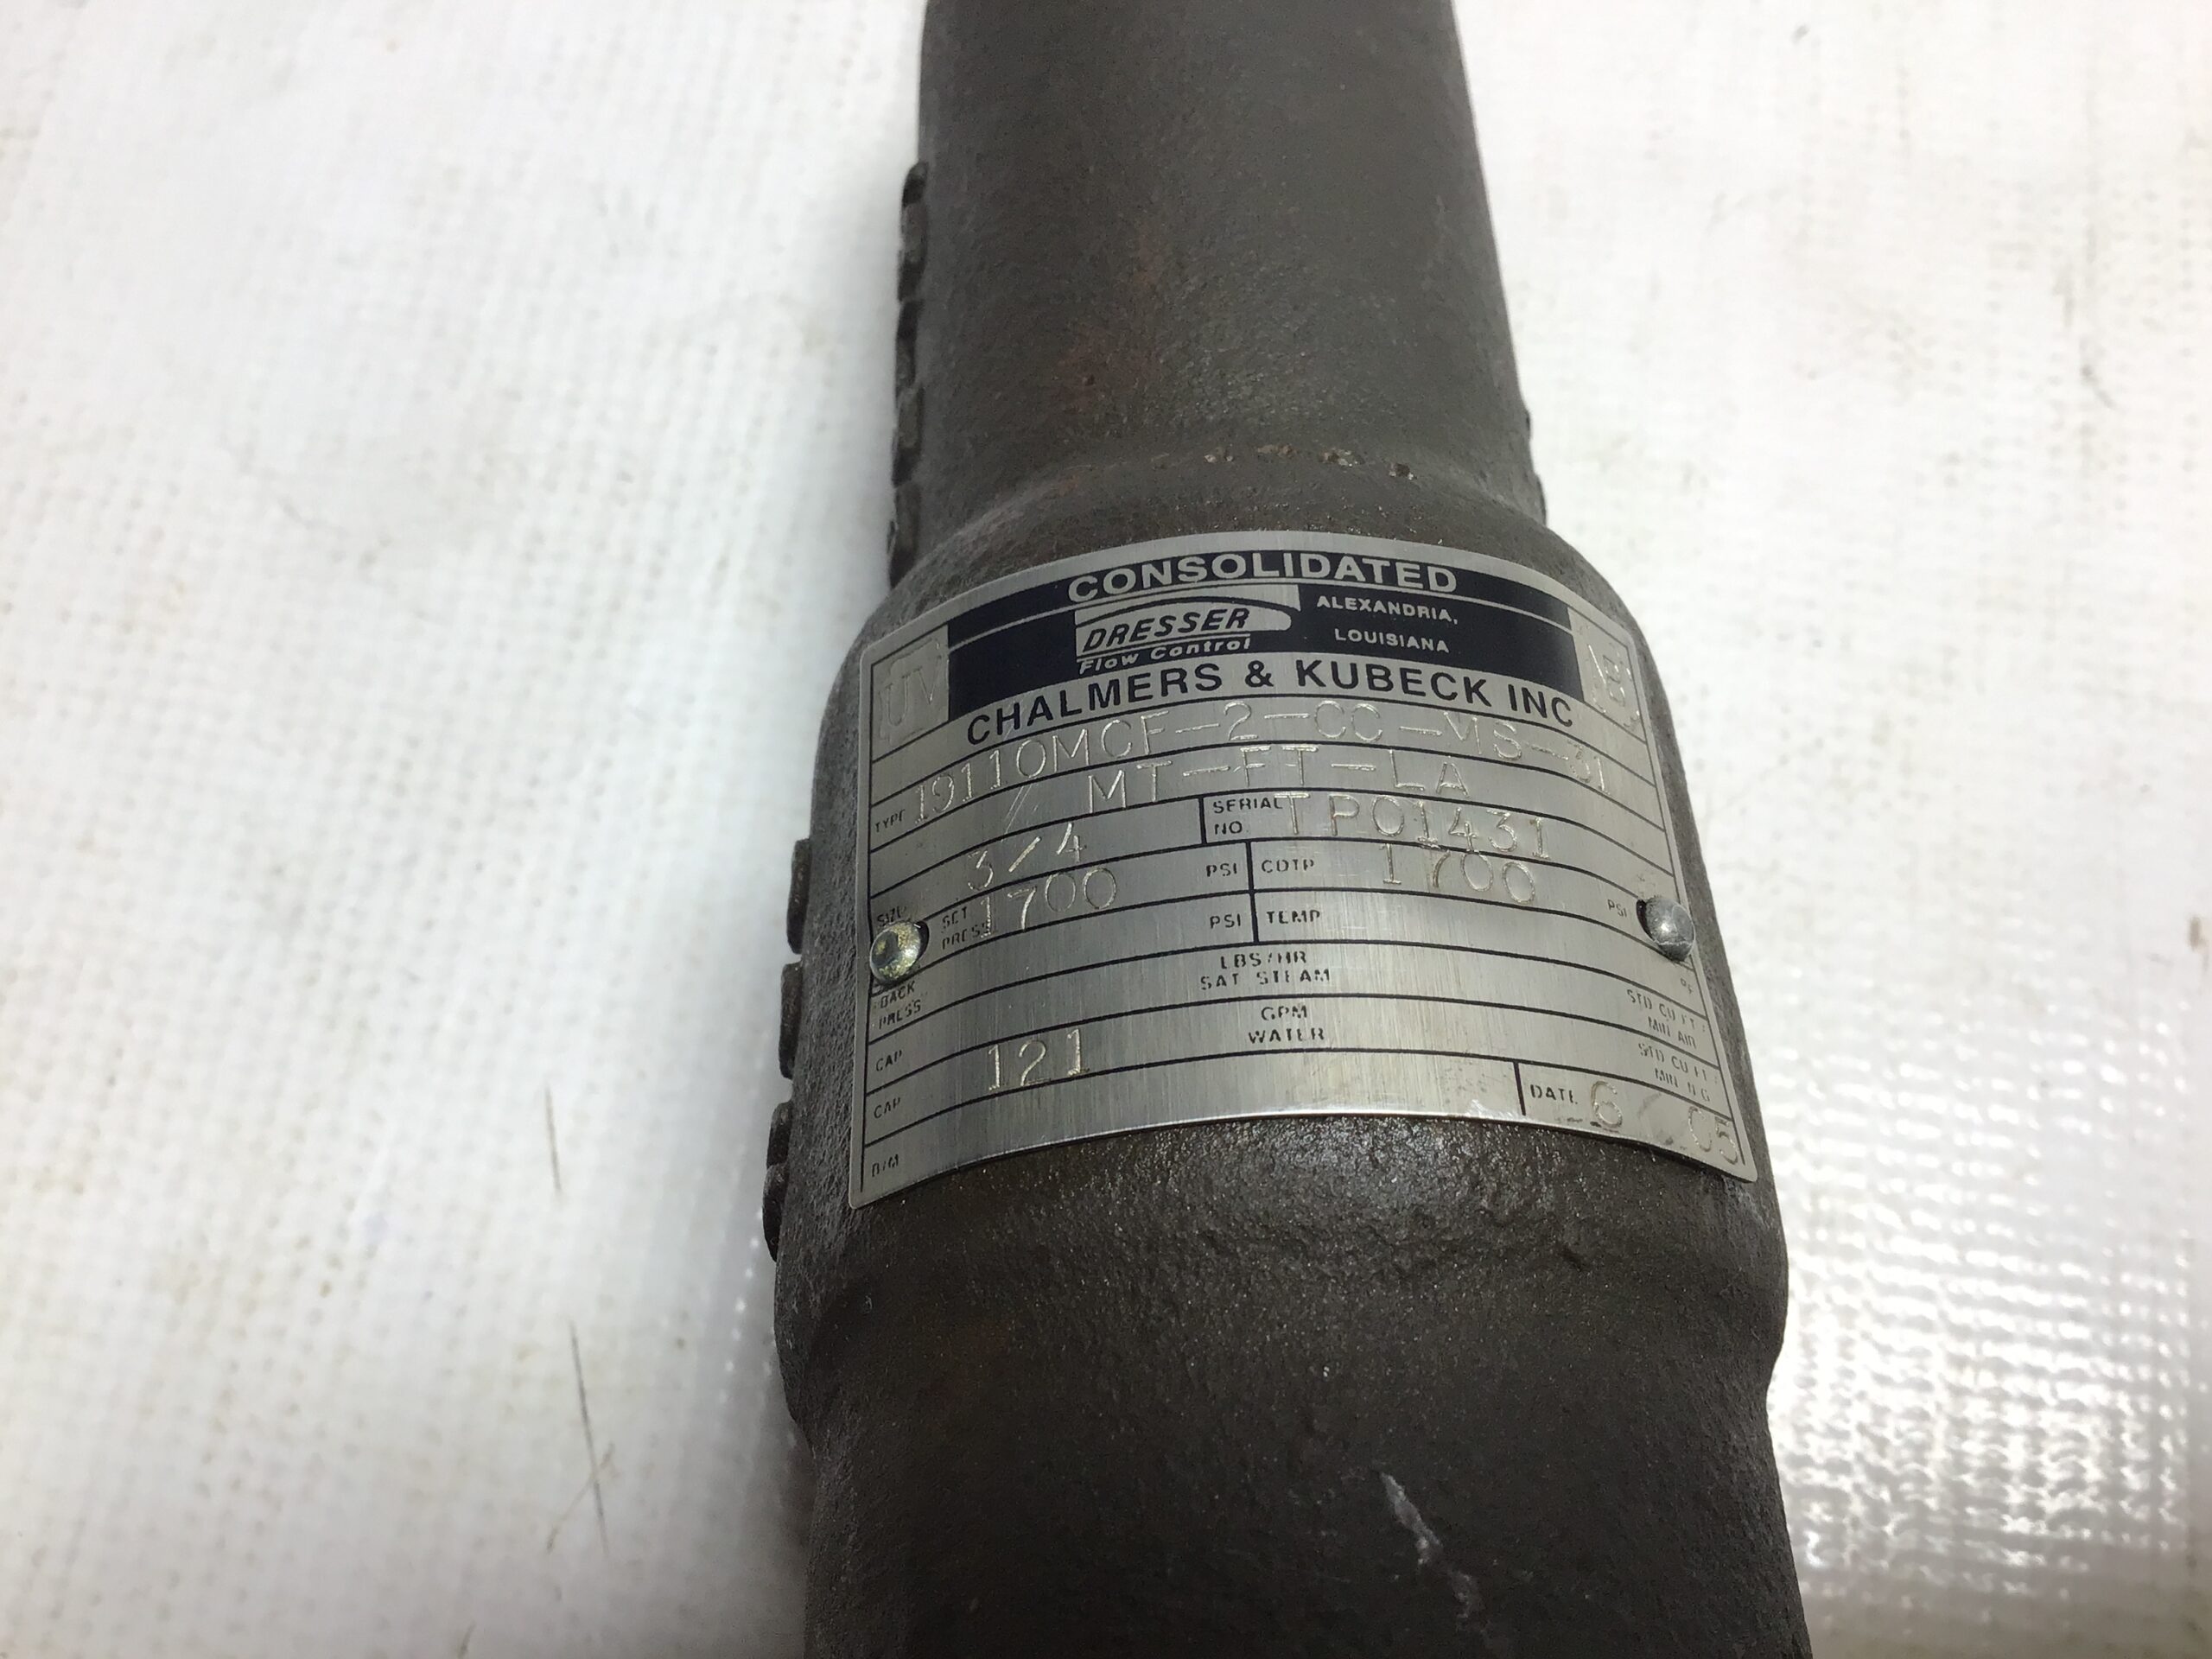 CONSOLIDATED
DRESSER
Flow Control
ALEXANDRIA,
LOUISIANA
UV
NB
CHALMERS & KUBECK INC
TYPE 19110MCF-2-CC-MS-31
MT-FT-LA
SIZE 3/4 SERIAL NO. TP01431
SET PRESS 1700 PSI CDTP 1700 PSI
BACK PRESS PSI TEMP °F
CAP LBS/HR SAT STEAM STD CU FT / MIN AIR
CAP 121 GPM WATER STD CU FT / MIN N G
B/M DATE 6 05